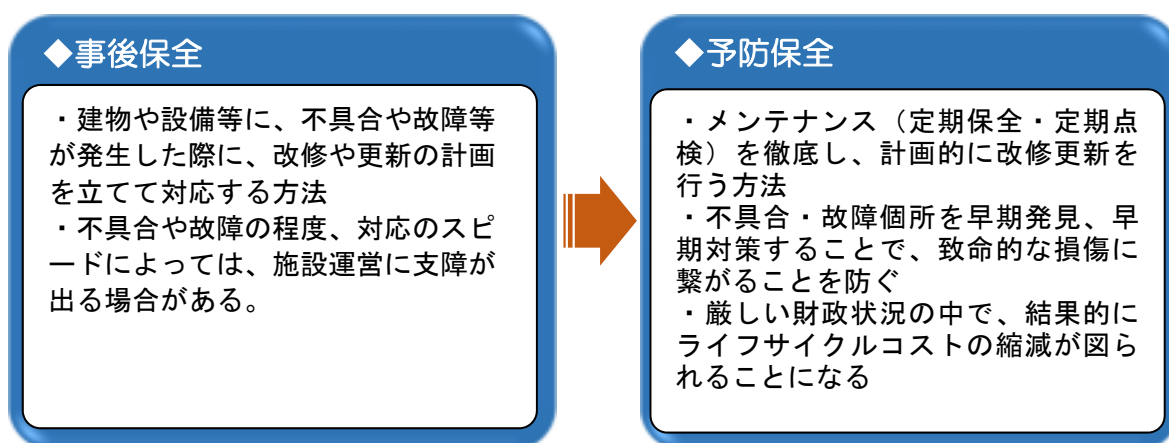 ◆事後保全
・建物や設備等に、不具合や故障等
が発生した際に、改修や更新の計画
を立てて対応する方法
・不具合や故障の程度、対応のスピ
ードによっては、施設運営に支障が
出る場合がある。
◆予防保全
・メンテナンス（定期保全・定期点
検）を徹底し、計画的に改修更新を
行う方法
・不具合・故障個所を早期発見、早
期対策することで、致命的な損傷に
繋がることを防ぐ
・厳しい財政状況の中で、結果的に
ライフサイクルコストの縮減が図ら
れることになる